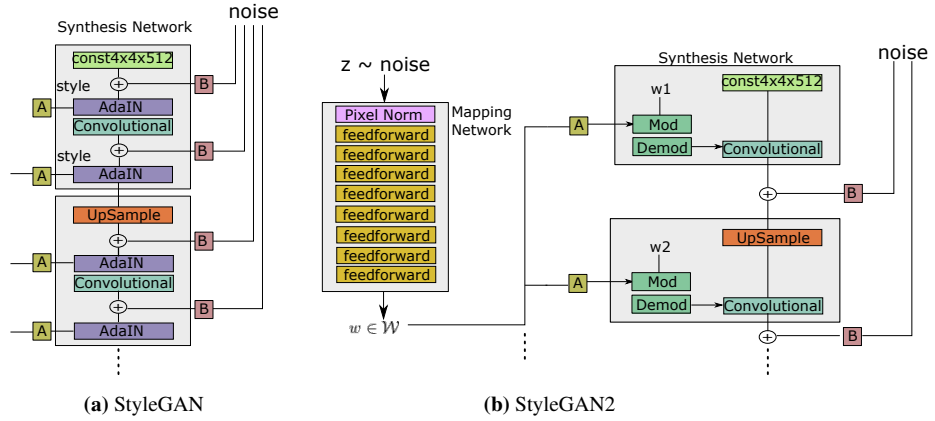 noise
Synthesis Network
const4x4x512
+
B
style
A
AdaIN
Convolutional
+
B
style
A
AdaIN
UpSample
+
B
A
AdaIN
Convolutional
+
B
A
AdaIN
(a) StyleGAN
z ~ noise
Pixel Norm
Mapping
Network
feedforward
feedforward
feedforward
feedforward
feedforward
feedforward
feedforward
feedforward
w ∈ W
noise
Synthesis Network
const4x4x512
w1
A
Mod
Demod
Convolutional
+
B
UpSample
w2
A
Mod
Demod
Convolutional
+
B
(b) StyleGAN2